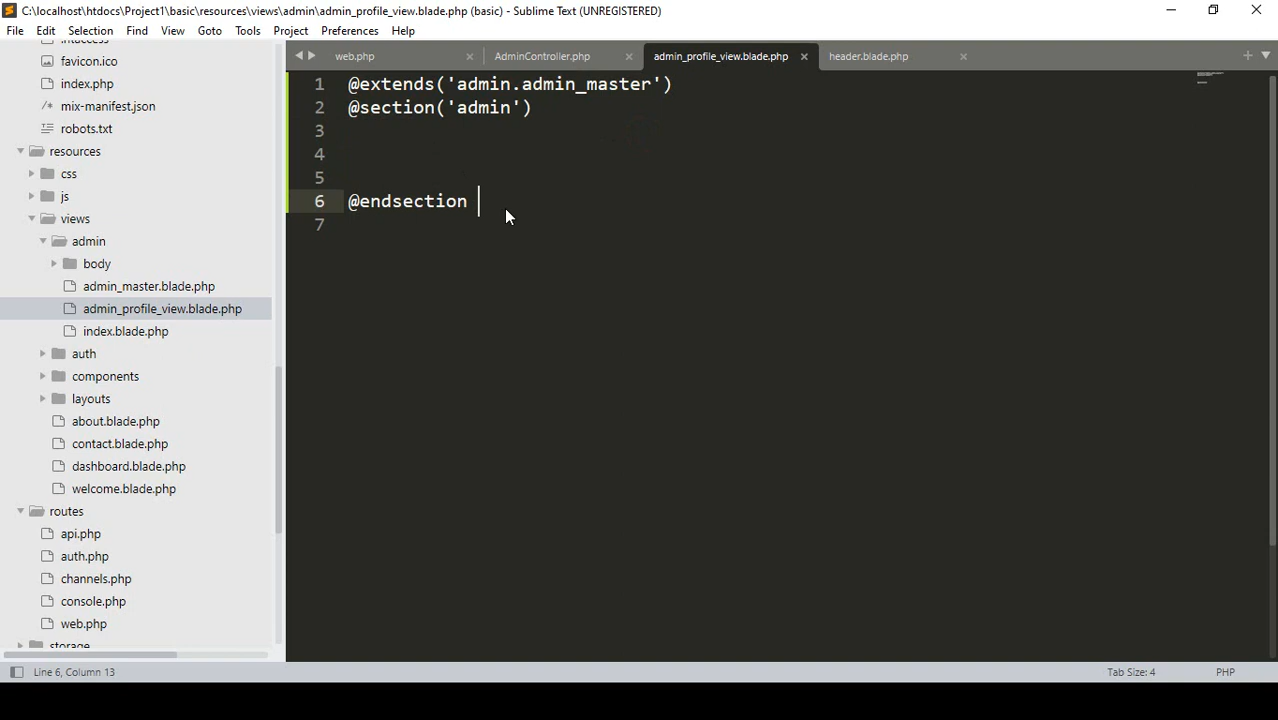 C:\localhost\htdocs\Project1\basic\resources\views\admin\admin_profile_view.blade.php (basic) - Sublime Text (UNREGISTERED)
File Edit Selection Find View Goto Tools Project Preferences Help
web.php AdminController.php admin_profile_view.blade.php header.blade.php
favicon.ico
index.php
mix-manifest.json
robots.txt
resources
css
js
views
admin
body
admin_master.blade.php
admin_profile_view.blade.php
index.blade.php
auth
components
layouts
about.blade.php
contact.blade.php
dashboard.blade.php
welcome.blade.php
routes
api.php
auth.php
channels.php
console.php
web.php
storage
1 @extends('admin.admin_master')
2 @section('admin')
3
4
5
6 @endsection
7
Line 6, Column 13 Tab Size: 4 PHP